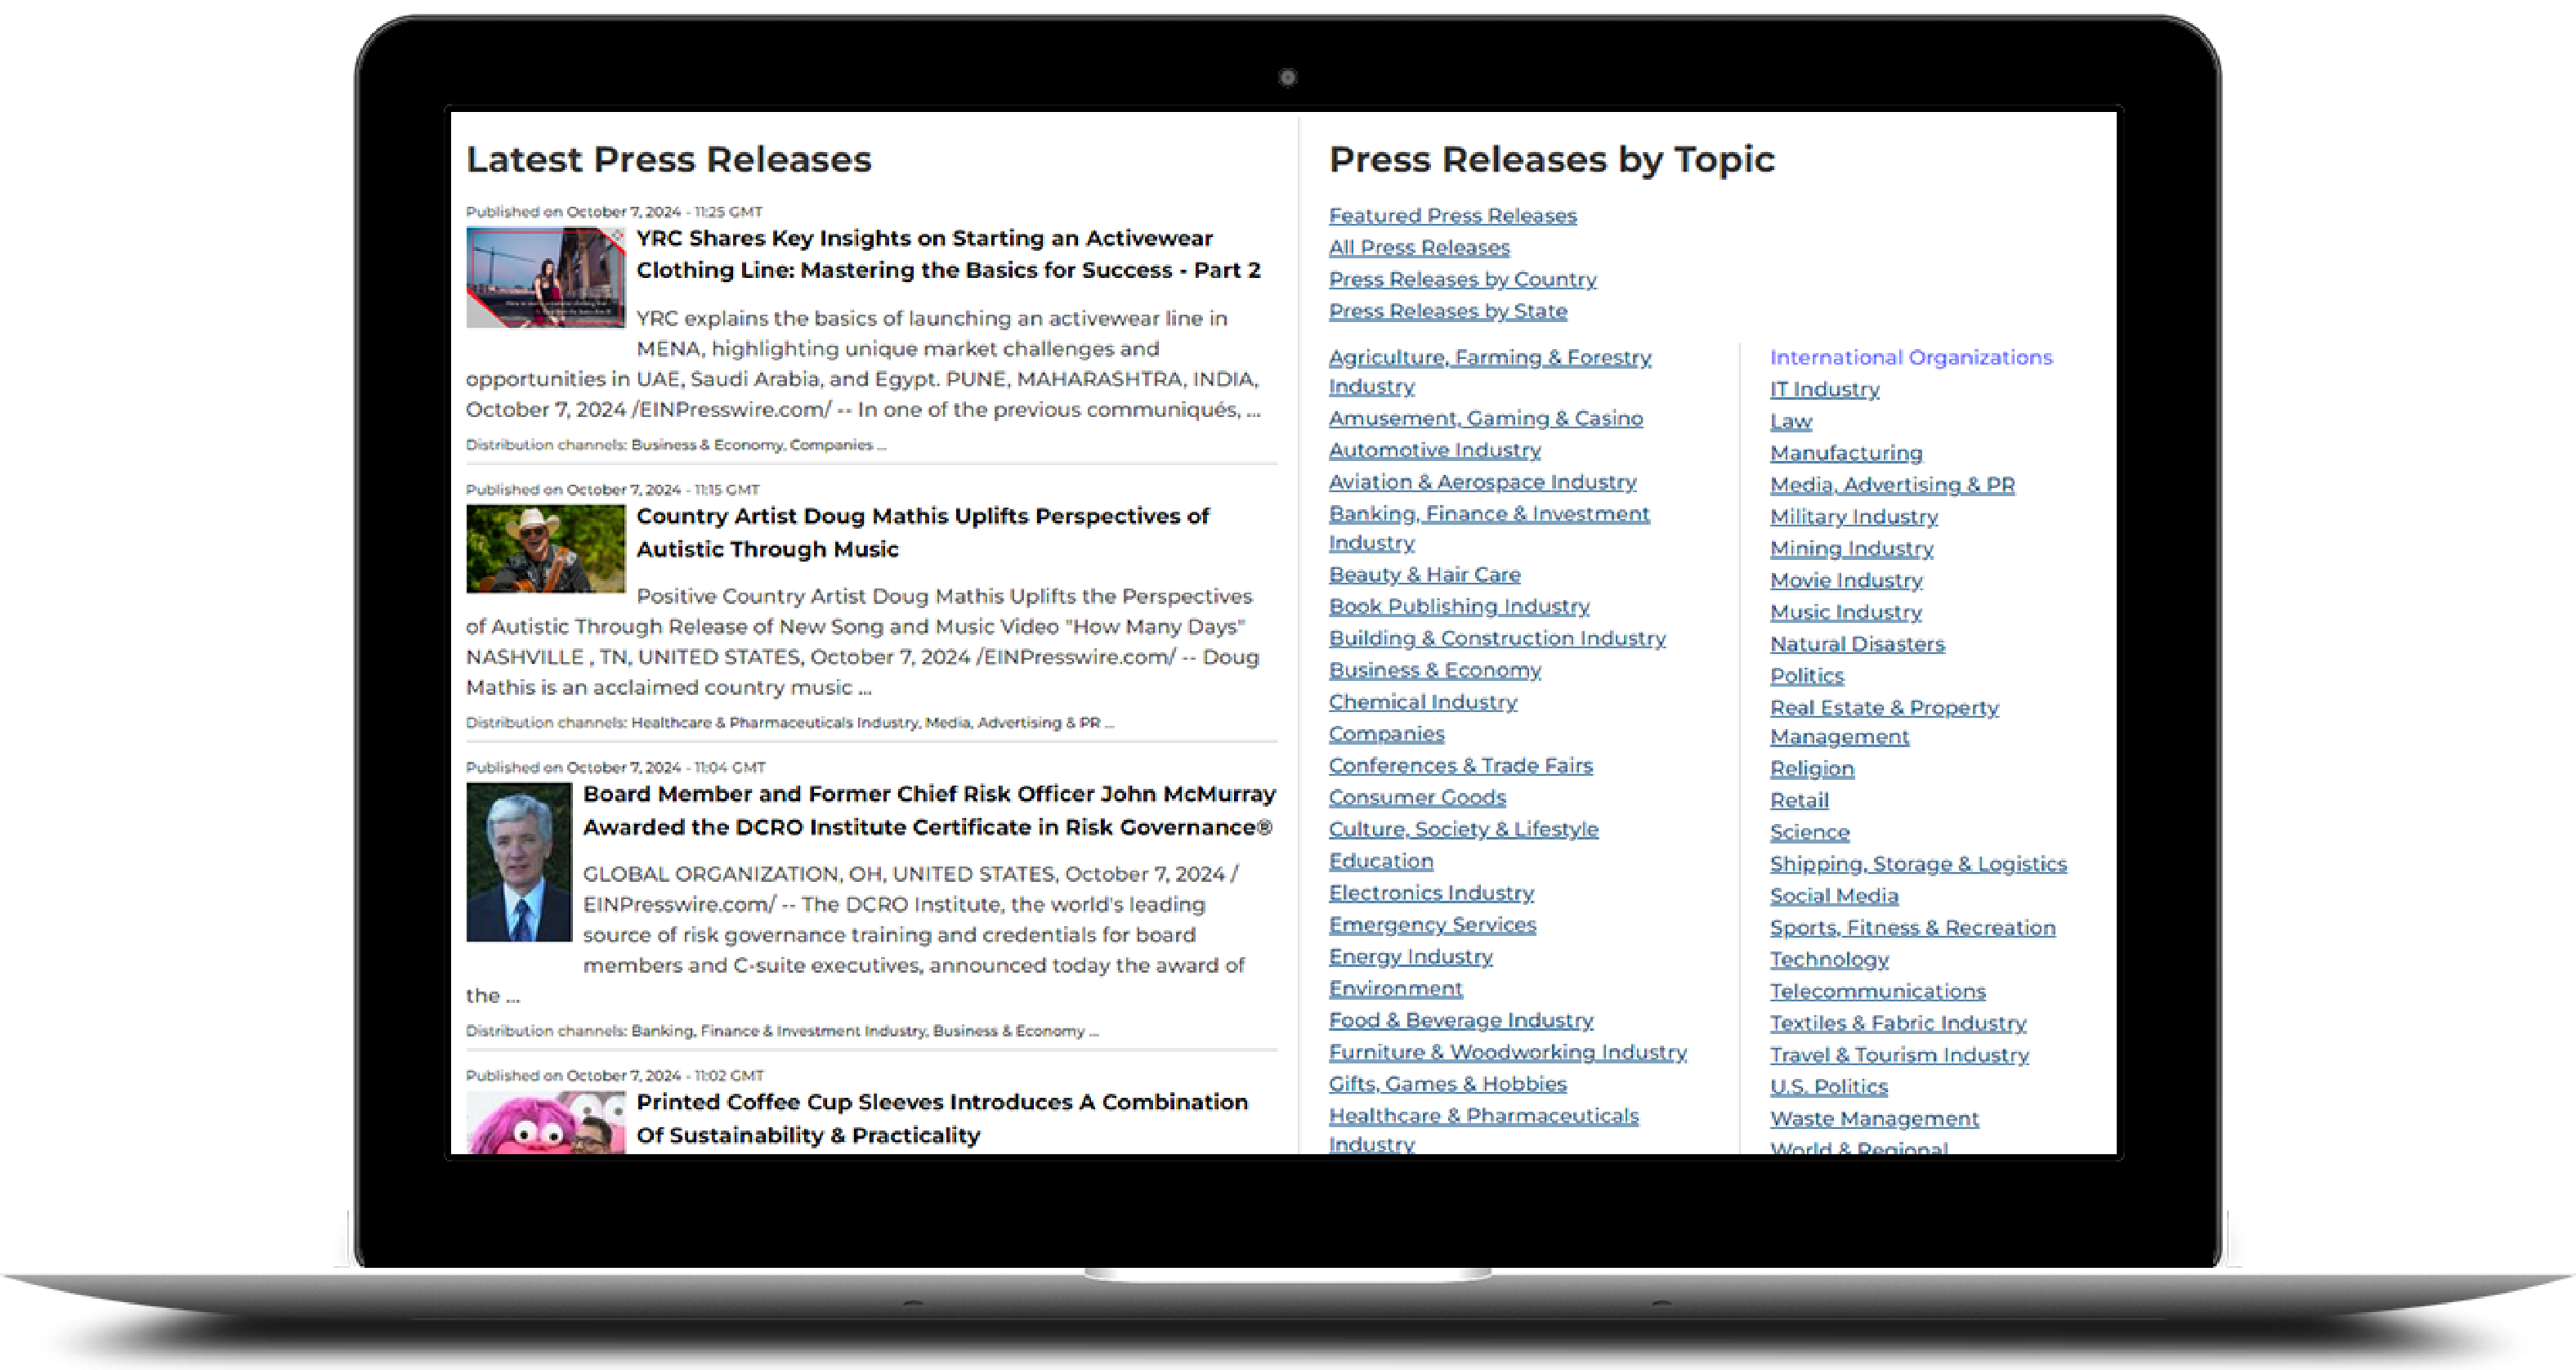 Latest Press Releases
Published on October 7, 2024 - 11:25 GMT
YRC Shares Key Insights on Starting an Activewear
Clothing Line: Mastering the Basics for Success - Part 2
YRC explains the basics of launching an activewear line in
MENA, highlighting unique market challenges and
opportunities in UAE, Saudi Arabia, and Egypt. PUNE, MAHARASHTRA, INDIA,
October 7, 2024 /EINPresswire.com/ -- In one of the previous communiqués, ...
Distribution channels: Business & Economy, Companies ...
Published on October 7, 2024 - 11:15 GMT
Country Artist Doug Mathis Uplifts Perspectives of
Autistic Through Music
Positive Country Artist Doug Mathis Uplifts the Perspectives
of Autistic Through Release of New Song and Music Video "How Many Days"
NASHVILLE , TN, UNITED STATES, October 7, 2024 /EINPresswire.com/ -- Doug
Mathis is an acclaimed country music ...
Distribution channels: Healthcare & Pharmaceuticals Industry, Media, Advertising & PR ...
Published on October 7, 2024 - 11:04 GMT
Board Member and Former Chief Risk Officer John McMurray
Awarded the DCRO Institute Certificate in Risk Governance®
GLOBAL ORGANIZATION, OH, UNITED STATES, October 7, 2024 /
EINPresswire.com/ -- The DCRO Institute, the world's leading
source of risk governance training and credentials for board
members and C-suite executives, announced today the award of
the ...
Distribution channels: Banking, Finance & Investment Industry, Business & Economy ...
Published on October 7, 2024 - 11:02 GMT
Printed Coffee Cup Sleeves Introduces A Combination
Of Sustainability & Practicality
Press Releases by Topic
Featured Press Releases
All Press Releases
Press Releases by Country
Press Releases by State
Agriculture, Farming & Forestry
Industry
Amusement, Gaming & Casino
Automotive Industry
Aviation & Aerospace Industry
Banking, Finance & Investment
Industry
Beauty & Hair Care
Book Publishing Industry
Building & Construction Industry
Business & Economy
Chemical Industry
Companies
Conferences & Trade Fairs
Consumer Goods
Culture, Society & Lifestyle
Education
Electronics Industry
Emergency Services
Energy Industry
Environment
Food & Beverage Industry
Furniture & Woodworking Industry
Gifts, Games & Hobbies
Healthcare & Pharmaceuticals
Industry
International Organizations
IT Industry
Law
Manufacturing
Media, Advertising & PR
Military Industry
Mining Industry
Movie Industry
Music Industry
Natural Disasters
Politics
Real Estate & Property
Management
Religion
Retail
Science
Shipping, Storage & Logistics
Social Media
Sports, Fitness & Recreation
Technology
Telecommunications
Textiles & Fabric Industry
Travel & Tourism Industry
U.S. Politics
Waste Management
World & Regional